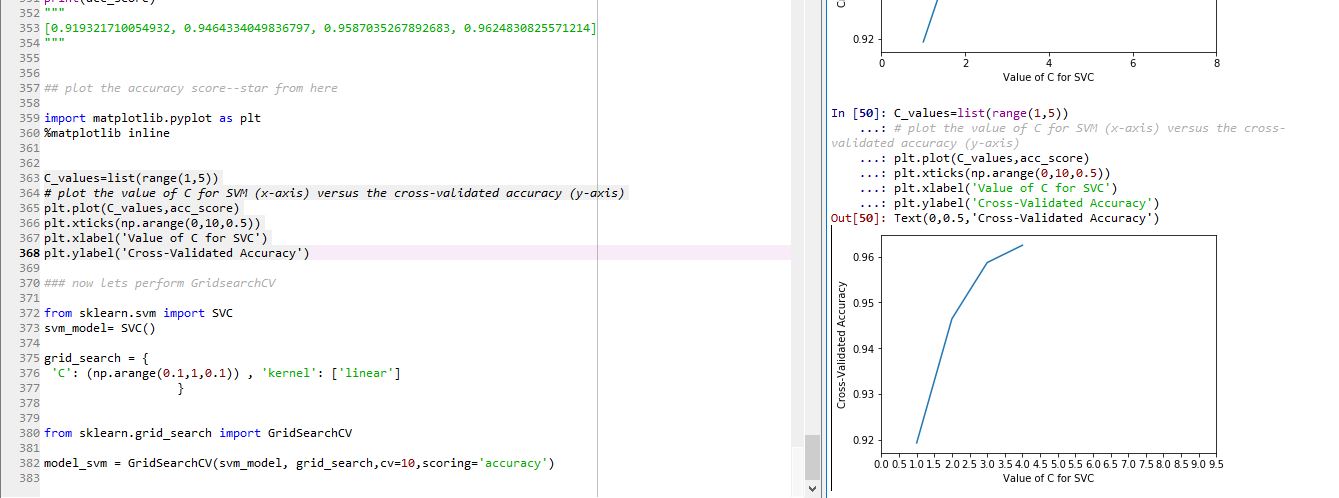 351 print(acc_score)
352 """
353 [0.919321710054932, 0.9464334049836797, 0.9587035267892683, 0.9624830825571214]
354 """
355
356
357 ## plot the accuracy score--star from here
358
359 import matplotlib.pyplot as plt
360 %matplotlib inline
361
362
363 C_values=list(range(1,5))
364 # plot the value of C for SVM (x-axis) versus the cross-validated accuracy (y-axis)
365 plt.plot(C_values,acc_score)
366 plt.xticks(np.arange(0,10,0.5))
367 plt.xlabel('Value of C for SVC')
368 plt.ylabel('Cross-Validated Accuracy')
369
370 ### now lets perform GridsearchCV
371
372 from sklearn.svm import SVC
373 svm_model= SVC()
374
375 grid_search = {
376 'C': (np.arange(0.1,1,0.1)) , 'kernel': ['linear']
377 }
378
379
380 from sklearn.grid_search import GridSearchCV
381
382 model_svm = GridSearchCV(svm_model, grid_search,cv=10,scoring='accuracy')
383
0.92
0 2 4 6 8
Value of C for SVC
In [50]: C_values=list(range(1,5))
...: # plot the value of C for SVM (x-axis) versus the cross-
validated accuracy (y-axis)
...: plt.plot(C_values,acc_score)
...: plt.xticks(np.arange(0,10,0.5))
...: plt.xlabel('Value of C for SVC')
...: plt.ylabel('Cross-Validated Accuracy')
Out[50]: Text(0,0.5,'Cross-Validated Accuracy')
Cross-Validated Accuracy
0.96
0.95
0.94
0.93
0.92
0.0 0.5 1.0 1.5 2.0 2.5 3.0 3.5 4.0 4.5 5.0 5.5 6.0 6.5 7.0 7.5 8.0 8.5 9.0 9.5
Value of C for SVC